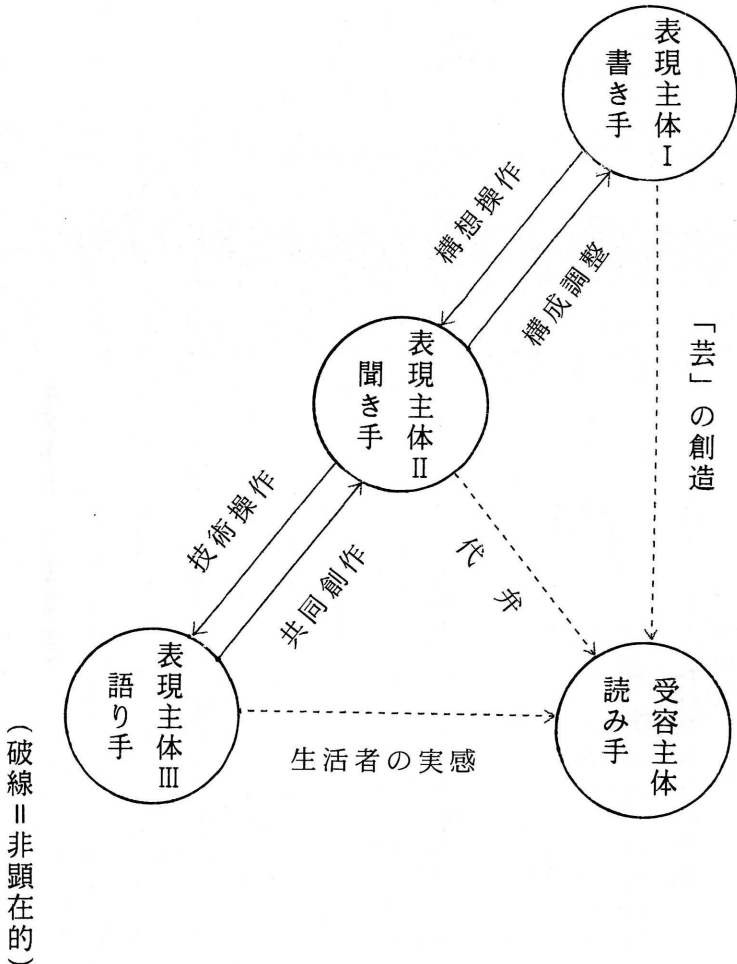 表現主体Ⅰ
書き手
構想操作
構成調整
「芸」の創造
表現主体Ⅱ
聞き手
技術操作
共同創作
代弁
表現主体Ⅲ
語り手
生活者の実感
受容主体
読み手
(破線=非顕在的)